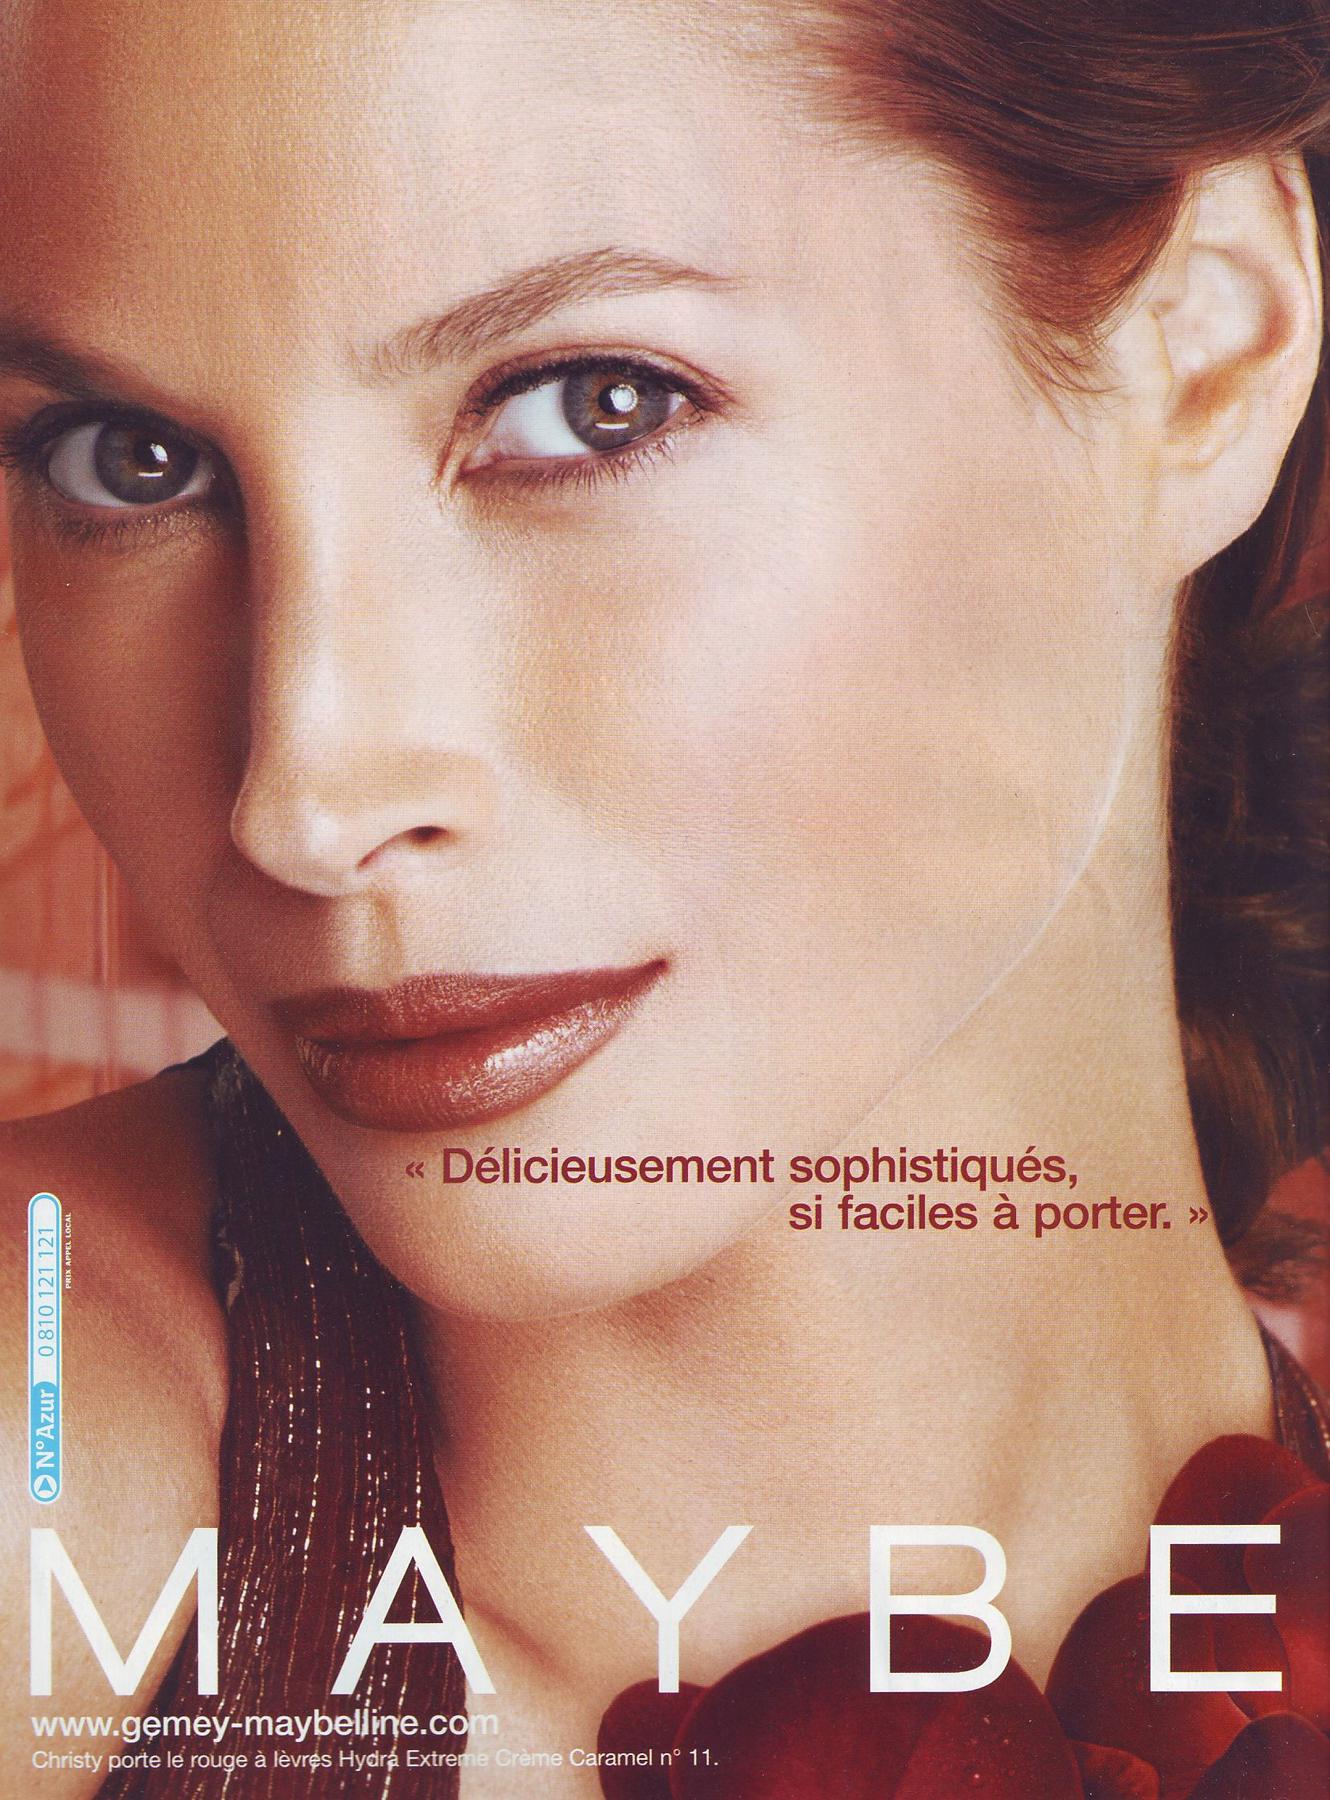 « Délicieusement sophistiqués,
si faciles à porter. »
N° Azur 0 810 121 121
PRIX APPEL LOCAL
MAYBE
www.gemey-maybelline.com
Christy porte le rouge à lèvres Hydra Extreme Crème Caramel n° 11.